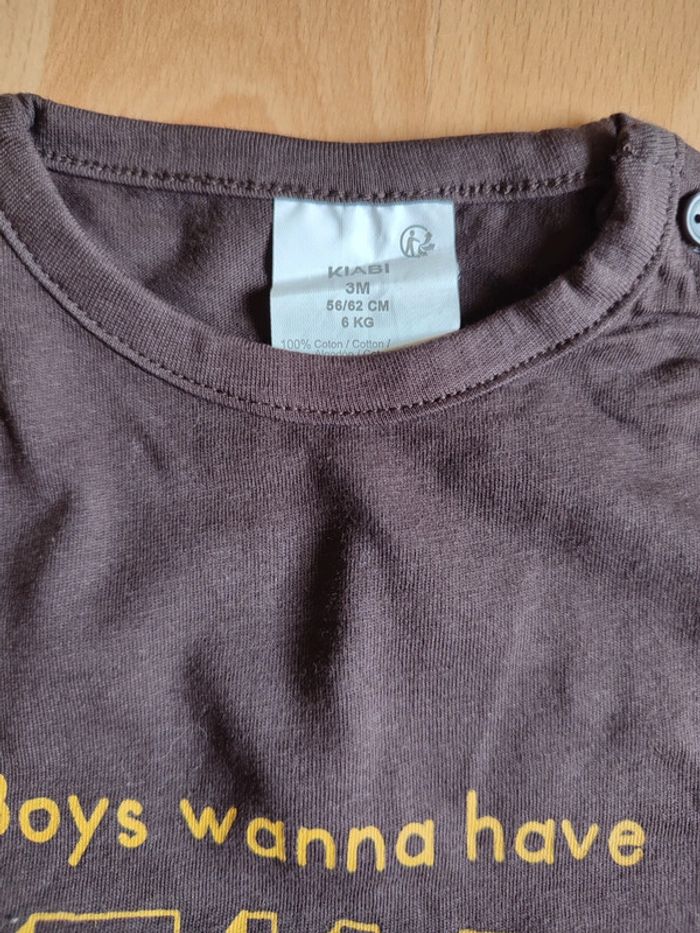 KIABI
3M
56/62 CM
6 KG
100% Coton / Cotton /
Boys wanna have